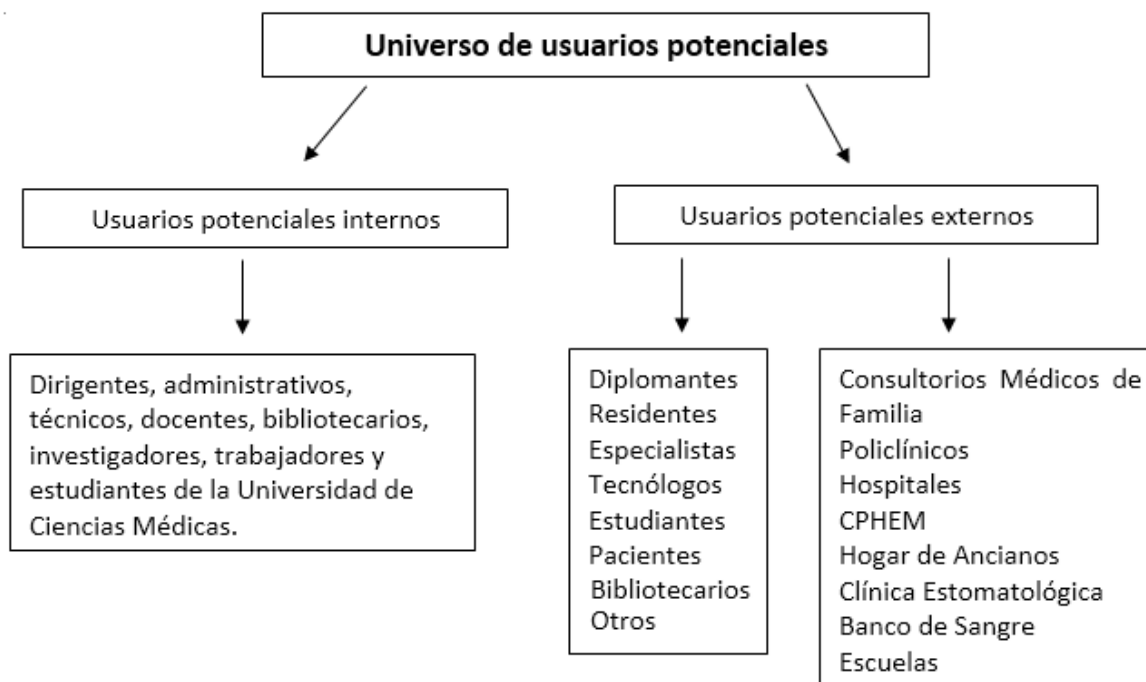 Universo de usuarios potenciales
Usuarios potenciales internos
Usuarios potenciales externos
Dirigentes, administrativos,
técnicos, docentes, bibliotecarios,
investigadores, trabajadores y
estudiantes de la Universidad de
Ciencias Médicas.
Diplomantes
Residentes
Especialistas
Tecnólogos
Estudiantes
Pacientes
Bibliotecarios
Otros
Consultorios Médicos de
Familia
Policlínicos
Hospitales
CPHEM
Hogar de Ancianos
Clínica Estomatológica
Banco de Sangre
Escuelas